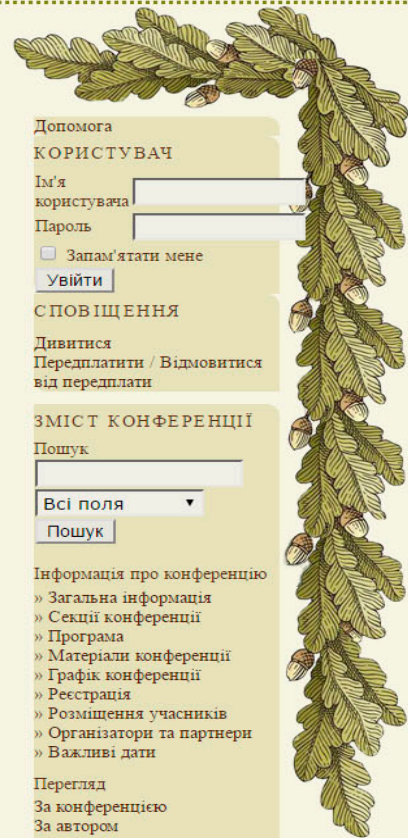 Допомога
КОРИСТУВАЧ
Ім'я
користувача
Пароль
Запам'ятати мене
Увійти
СПОВІЩЕННЯ
Дивитися
Передплатити / Відмовитися
від передплати
ЗМІСТ КОНФЕРЕНЦІЇ
Пошук
Всі поля
Пошук
Інформація про конференцію
» Загальна інформація
» Секції конференції
» Програма
» Матеріали конференції
» Графік конференції
» Реєстрація
» Розміщення учасників
» Організатори та партнери
» Важливі дати
Перегляд
За конференцією
За автором